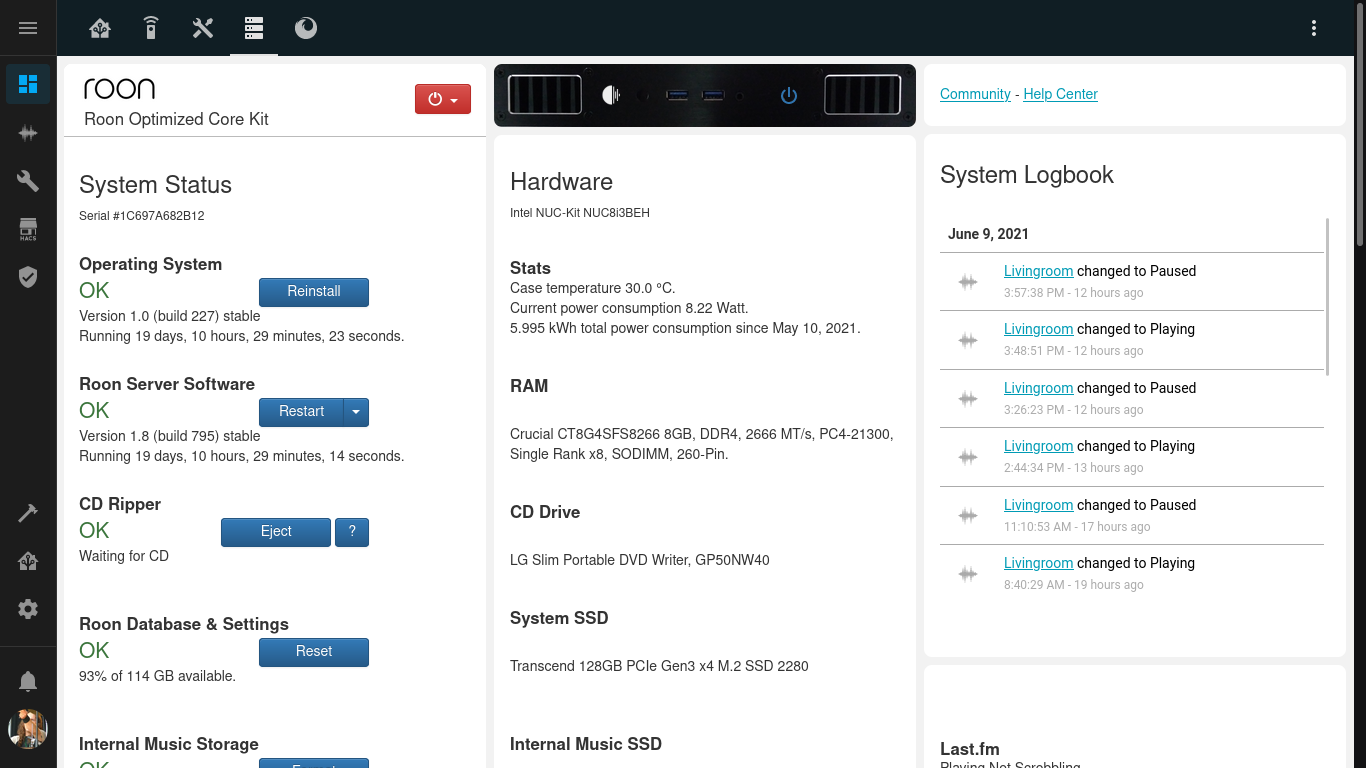 HACS
roon
Roon Optimized Core Kit
System Status
Serial #1C697A682B12
Operating System
OK
Reinstall
Version 1.0 (build 227) stable
Running 19 days, 10 hours, 29 minutes, 23 seconds.
Roon Server Software
OK
Restart
Version 1.8 (build 795) stable
Running 19 days, 10 hours, 29 minutes, 14 seconds.
CD Ripper
OK
Eject
?
Waiting for CD
Roon Database & Settings
OK
Reset
93% of 114 GB available.
Internal Music Storage
OK
Hardware
Intel NUC-Kit NUC8i3BEH
Stats
Case temperature 30.0 °C.
Current power consumption 8.22 Watt.
5.995 kWh total power consumption since May 10, 2021.
RAM
Crucial CT8G4SFS8266 8GB, DDR4, 2666 MT/s, PC4-21300,
Single Rank x8, SODIMM, 260-Pin.
CD Drive
LG Slim Portable DVD Writer, GP50NW40
System SSD
Transcend 128GB PCIe Gen3 x4 M.2 SSD 2280
Internal Music SSD
Community - Help Center
System Logbook
June 9, 2021
Livingroom changed to Paused
3:57:38 PM - 12 hours ago
Livingroom changed to Playing
3:48:51 PM - 12 hours ago
Livingroom changed to Paused
3:26:23 PM - 12 hours ago
Livingroom changed to Playing
2:44:34 PM - 13 hours ago
Livingroom changed to Paused
11:10:53 AM - 17 hours ago
Livingroom changed to Playing
8:40:29 AM - 19 hours ago
Last.fm
Playing Not Scrobbling